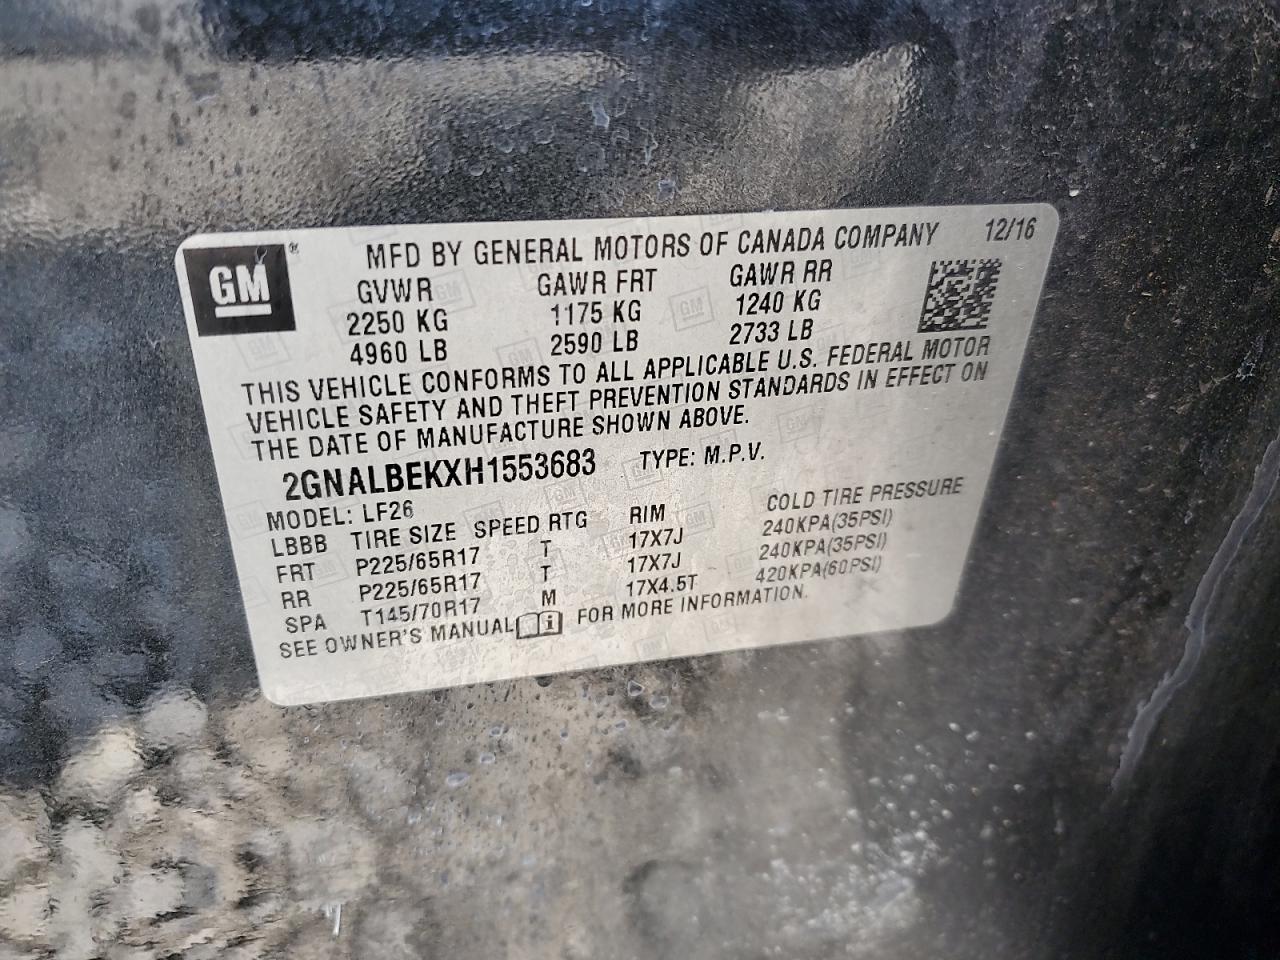 GM ®
MFD BY GENERAL MOTORS OF CANADA COMPANY 12/16
GVWR GAWR FRT GAWR RR
2250 KG 1175 KG 1240 KG
4960 LB 2590 LB 2733 LB
THIS VEHICLE CONFORMS TO ALL APPLICABLE U.S. FEDERAL MOTOR
VEHICLE SAFETY AND THEFT PREVENTION STANDARDS IN EFFECT ON
THE DATE OF MANUFACTURE SHOWN ABOVE.
2GNALBEKXH1553683 TYPE: M.P.V.
MODEL: LF26
LBBB TIRE SIZE SPEED RTG RIM COLD TIRE PRESSURE
FRT P225/65R17 T 17X7J 240KPA(35PSI)
RR P225/65R17 T 17X7J 240KPA(35PSI)
SPA T145/70R17 M 17X4.5T 420KPA(60PSI)
SEE OWNER'S MANUAL FOR MORE INFORMATION.